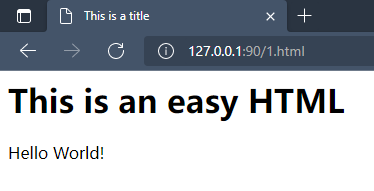 This is a title
127.0.0.1:90/1.html
This is an easy HTML
Hello World!